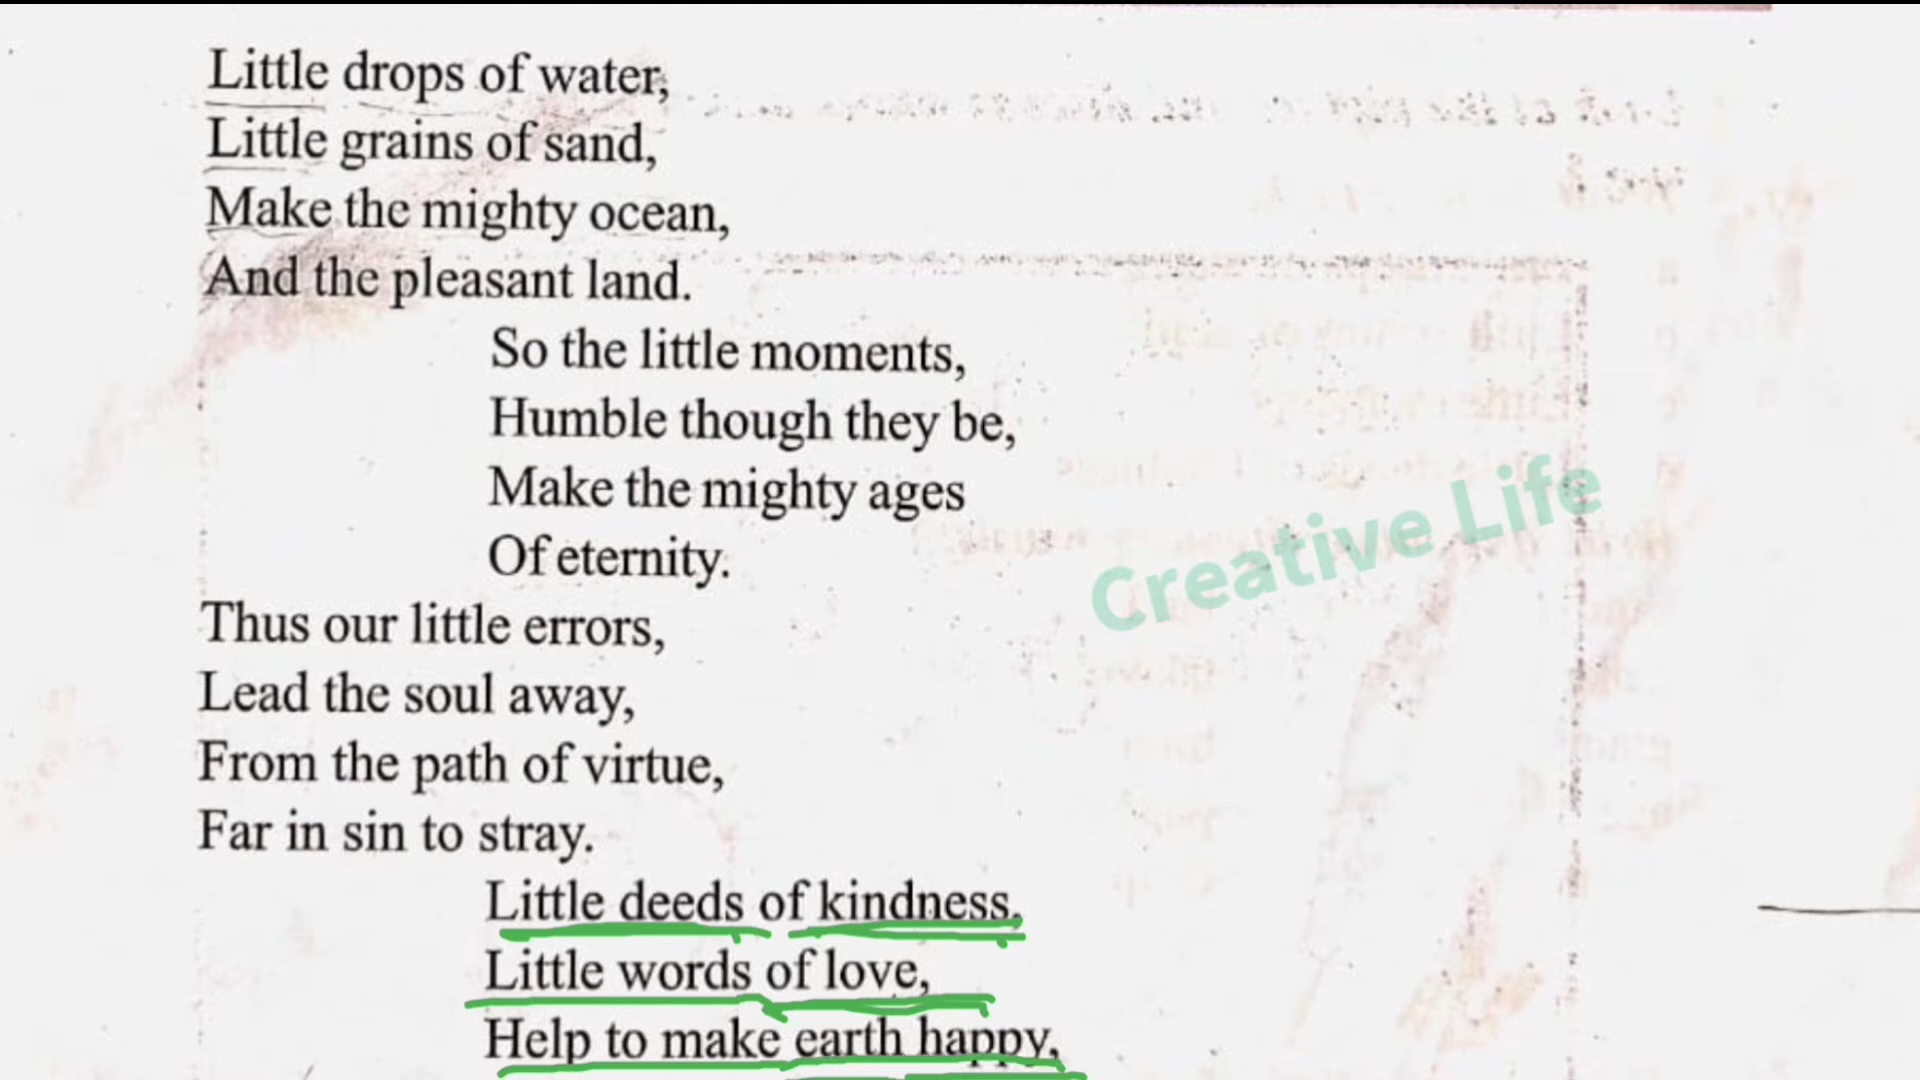 Little drops of water,
Little grains of sand,
Make the mighty ocean,
And the pleasant land.
So the little moments,
Humble though they be,
Make the mighty ages
Of eternity.
Thus our little errors,
Lead the soul away,
From the path of virtue,
Far in sin to stray.
Creative Life
Little deeds of kindness,
Little words of love,
Help to make earth happy,